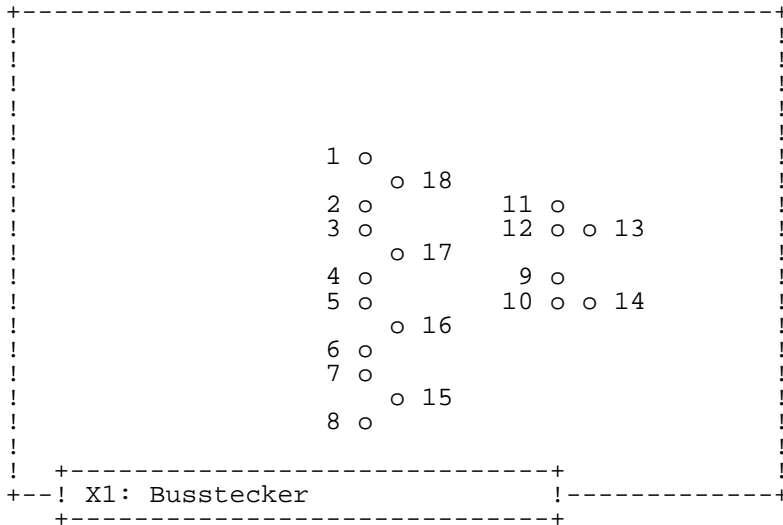 1 o
o 18
2 o 11 o
3 o 12 o o 13
o 17
4 o 9 o
5 o 10 o o 14
o 16
6 o
7 o
o 15
8 o
X1: Busstecker